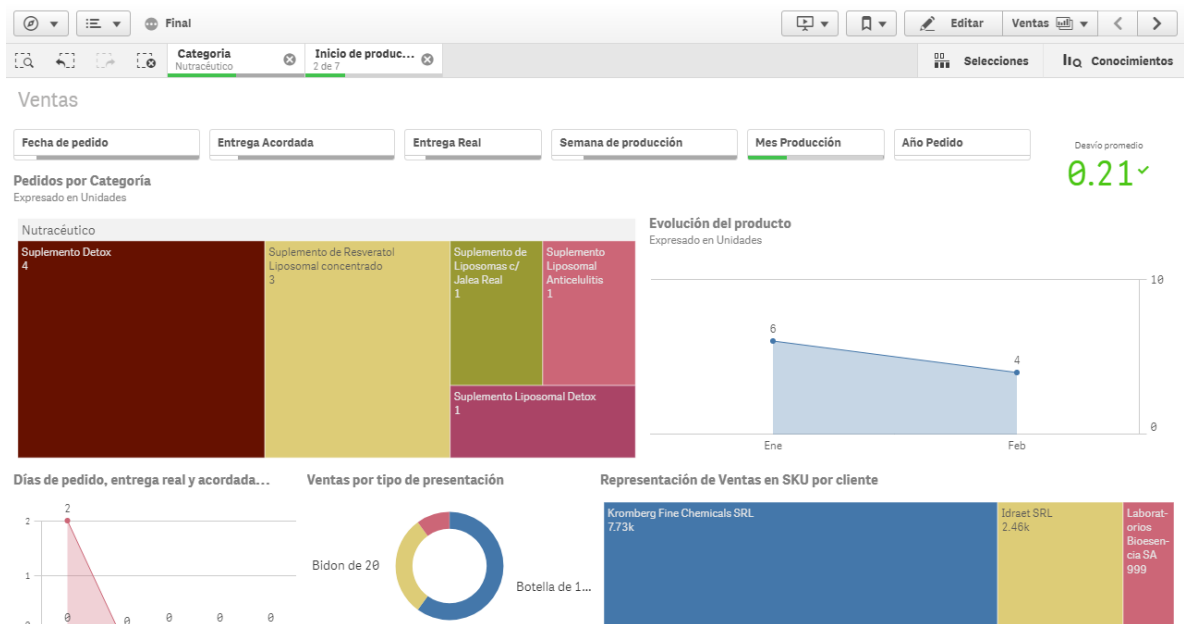 Final
Editar
Ventas
Categoria
Nutracéutico
Inicio de produc...
2 de 7
Selecciones
Conocimientos
Ventas
Fecha de pedido
Entrega Acordada
Entrega Real
Semana de producción
Mes Producción
Año Pedido
Desvío promedio
0.21
Pedidos por Categoría
Expresado en Unidades
Nutracéutico
Suplemento Detox
4
Suplemento de Resveratol
Liposomal concentrado
3
Suplemento de
Liposomas c/
Jalea Real
1
Suplemento
Liposomal
Anticelulitis
1
Suplemento Liposomal Detox
1
Evolución del producto
Expresado en Unidades
10
6
4
0
Ene
Feb
Días de pedido, entrega real y acordada...
2
2
1
0
0
0
0
0
Ventas por tipo de presentación
Bidon de 20
Botella de 1...
Representación de Ventas en SKU por cliente
Kromberg Fine Chemicals SRL
7.73k
Idraet SRL
2.46k
Laborat-
orios
Bioesen-
cia SA
999